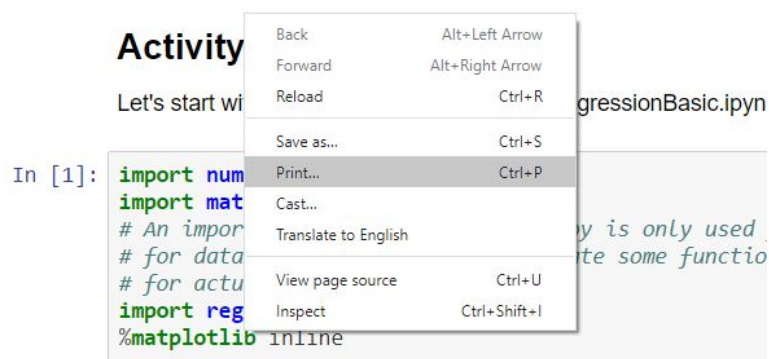 Activity
Let's start wi gressionBasic.ipyn
In [1]: import num
import mat
# An impor py is only used
# for data te some functio
# for actu
import reg
%matplotlib inline
Back Alt+Left Arrow
Forward Alt+Right Arrow
Reload Ctrl+R
Save as... Ctrl+S
Print... Ctrl+P
Cast...
Translate to English
View page source Ctrl+U
Inspect Ctrl+Shift+I